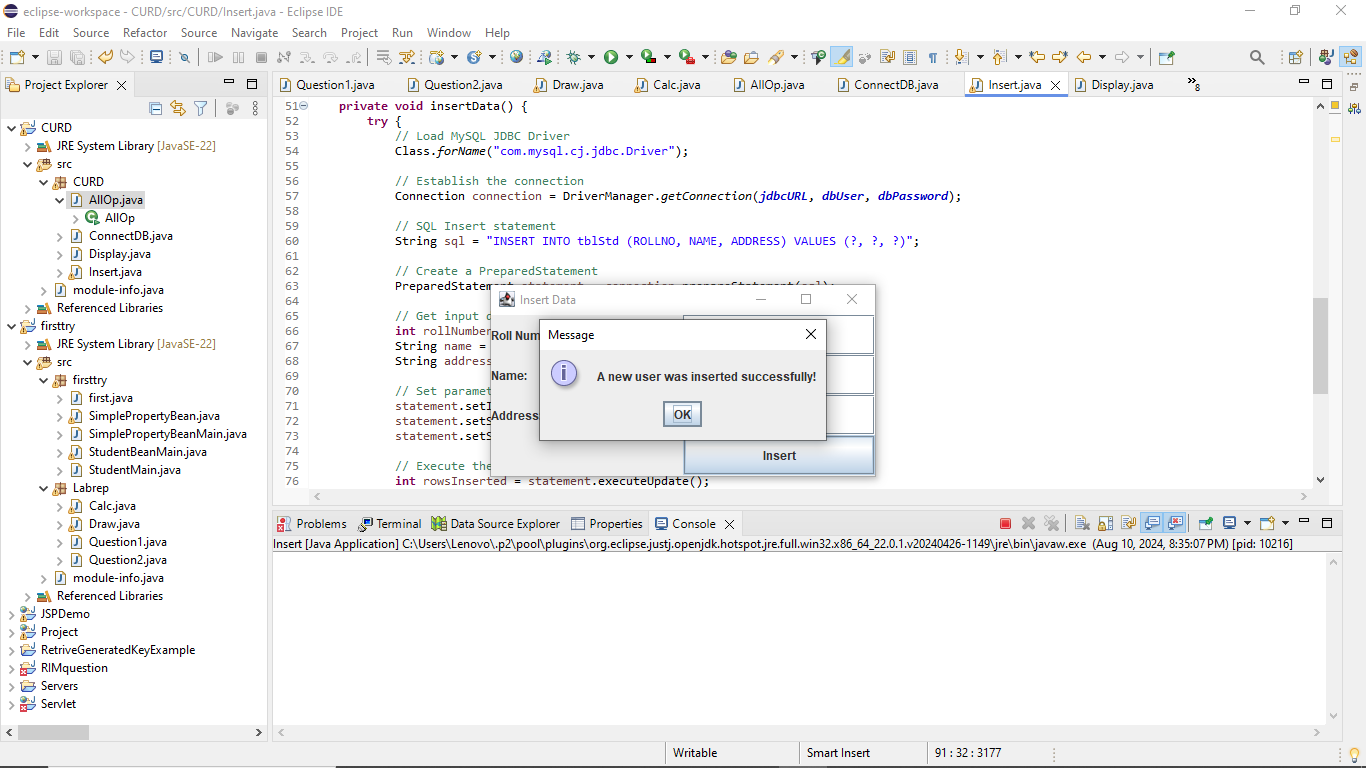 eclipse-workspace - CURD/src/CURD/Insert.java - Eclipse IDE
File Edit Source Refactor Source Navigate Search Project Run Window Help
Project Explorer
CURD
JRE System Library [JavaSE-22]
src
CURD
AllOp.java
AllOp
ConnectDB.java
Display.java
Insert.java
module-info.java
Referenced Libraries
firsttry
JRE System Library [JavaSE-22]
src
firsttry
first.java
SimplePropertyBean.java
SimplePropertyBeanMain.java
StudentBeanMain.java
StudentMain.java
Labrep
Calc.java
Draw.java
Question1.java
Question2.java
module-info.java
Referenced Libraries
JSPDemo
Project
RetriveGeneratedKeyExample
RIMquestion
Servers
Servlet
Question1.java Question2.java Draw.java Calc.java AllOp.java ConnectDB.java Insert.java Display.java 8
51 private void insertData() {
52 try {
53 // Load MySQL JDBC Driver
54 Class.forName("com.mysql.cj.jdbc.Driver");
55
56 // Establish the connection
57 Connection connection = DriverManager.getConnection(jdbcURL, dbUser, dbPassword);
58
59 // SQL Insert statement
60 String sql = "INSERT INTO tblStd (ROLLNO, NAME, ADDRESS) VALUES (?, ?, ?)";
61
62 // Create a PreparedStatement
63 PreparedStatement statement = connection.prepareStatement(sql);
64
65 // Get input
66 int rollNumber
67 String name =
68 String address
69
70 // Set paramet
71 statement.setI
72 statement.setS
73 statement.setS
74
75 // Execute the
76 int rowsInserted = statement.executeUpdate();
Insert Data
Roll Num
Name:
Address
Insert
Message
A new user was inserted successfully!
OK
Problems Terminal Data Source Explorer Properties Console
Insert [Java Application] C:\Users\Lenovo\.p2\pool\plugins\org.eclipse.justj.openjdk.hotspot.jre.full.win32.x86_64_22.0.1.v20240426-1149\jre\bin\javaw.exe (Aug 10, 2024, 8:35:07 PM) [pid: 10216]
Writable Smart Insert 91 : 32 : 3177